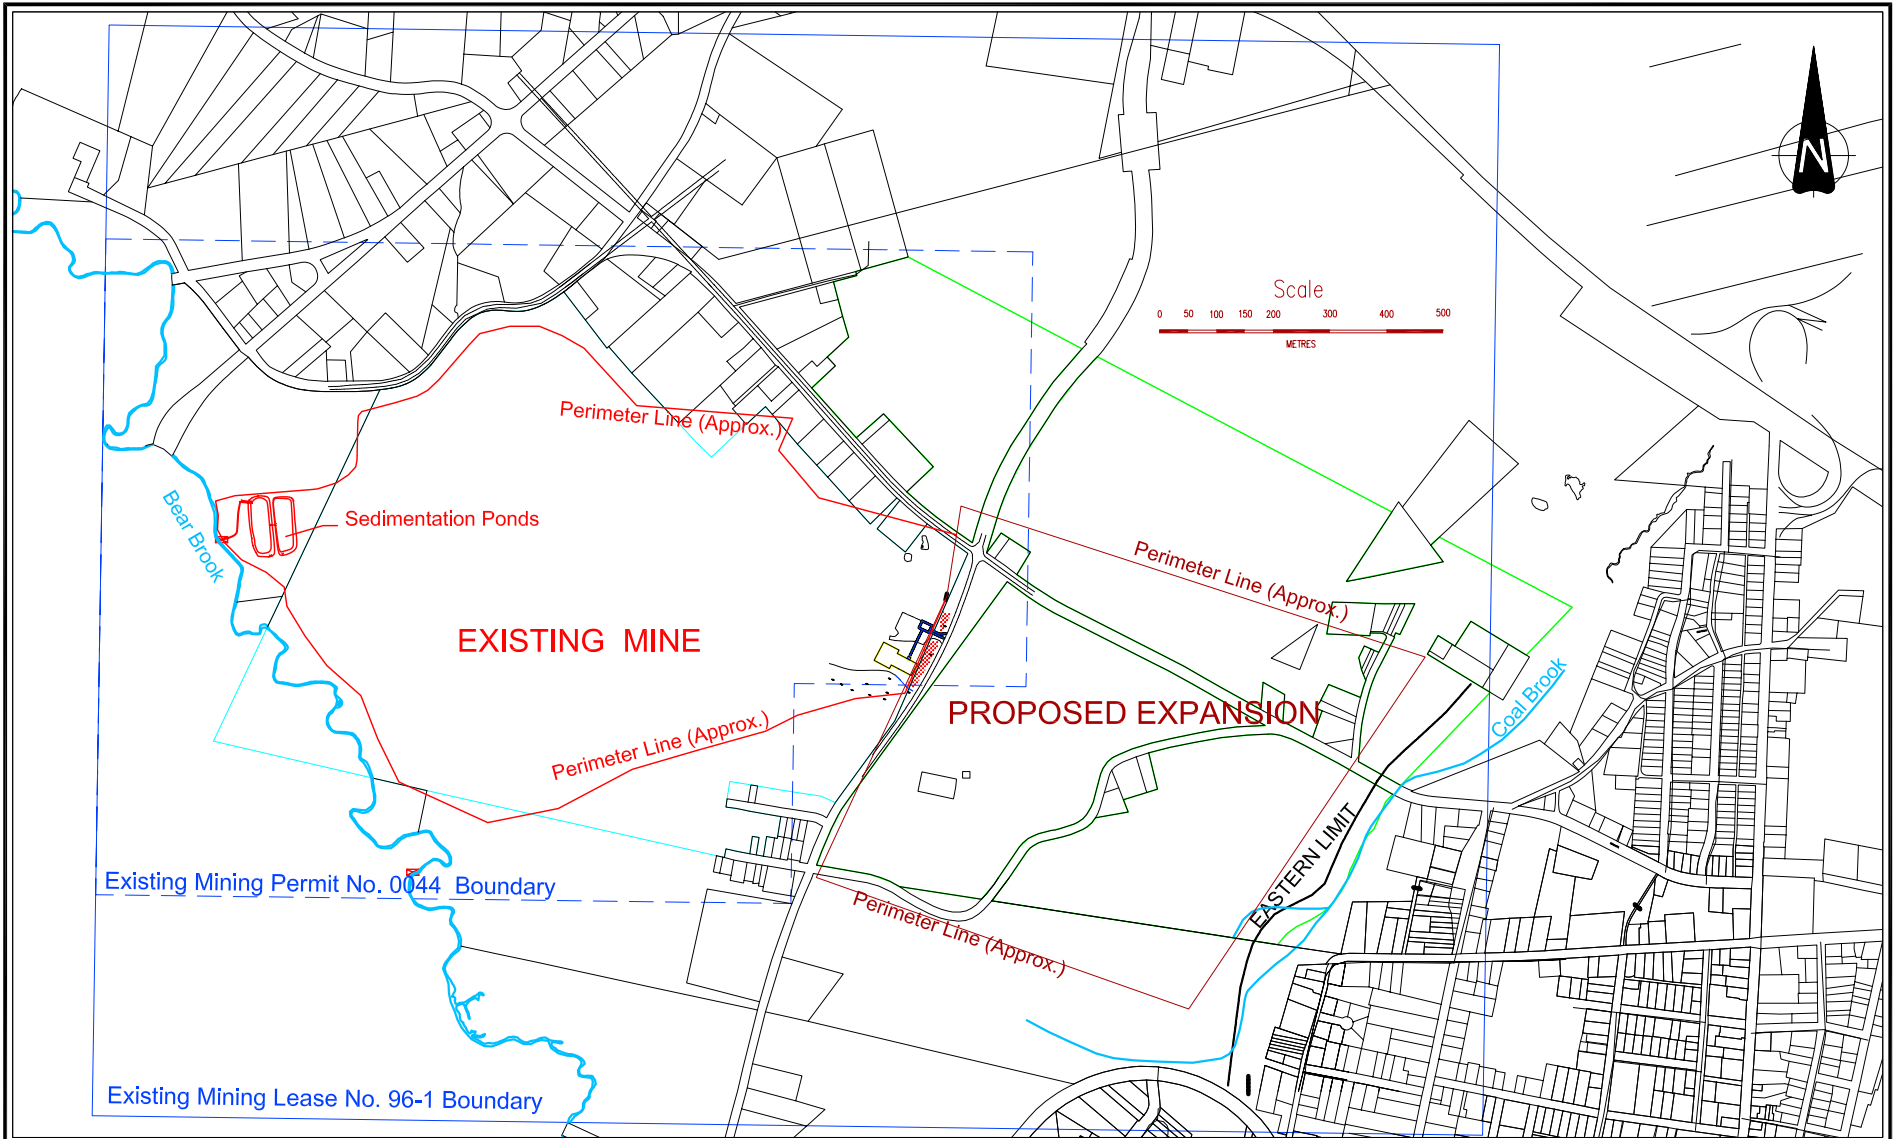 N
Scale
0 50 100 150 200 300 400 500
METRES
Perimeter Line (Approx.)
Bear Brook
Sedimentation Ponds
Perimeter Line (Approx.)
EXISTING MINE
PROPOSED EXPANSION
Coal Brook
Perimeter Line (Approx.)
EASTERN LIMIT
Existing Mining Permit No. 0044 Boundary
Perimeter Line (Approx.)
Existing Mining Lease No. 96-1 Boundary